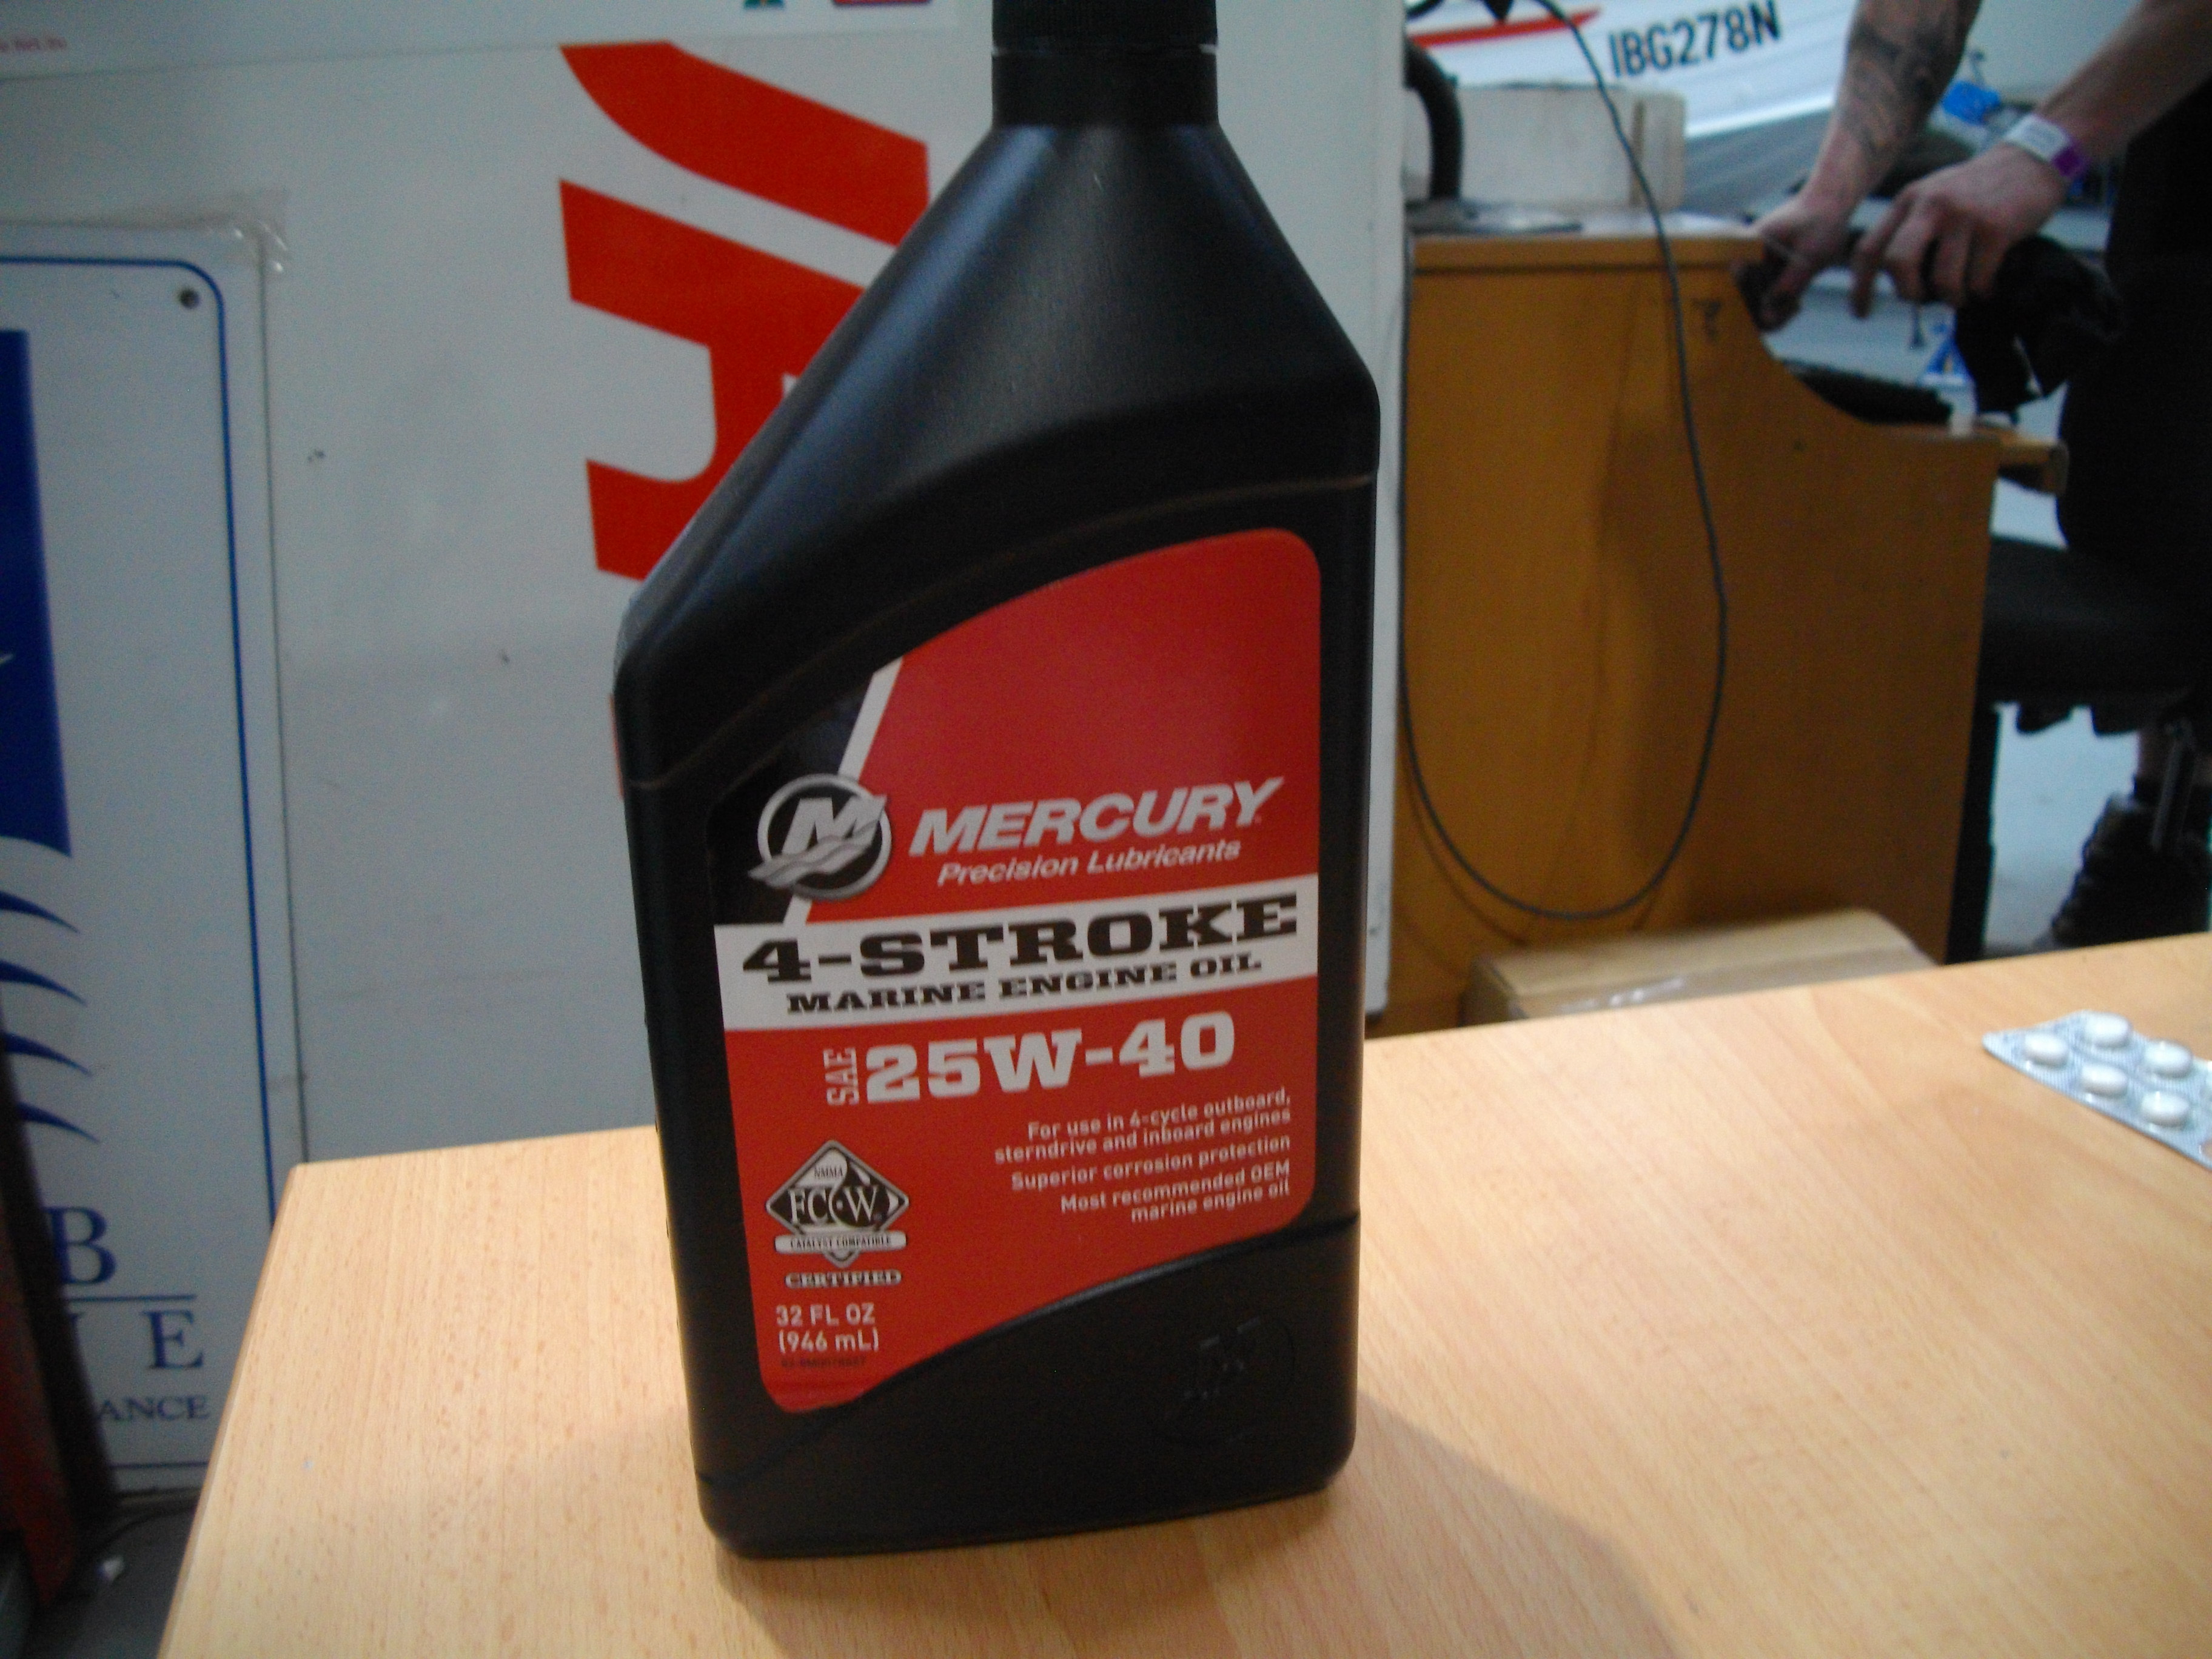 IBG278N
M
MERCURY
Precision Lubricants
4-STROKE
MARINE ENGINE OIL
SAE 25W-40
For use in 4-cycle outboard,
sterndrive and inboard engines
Superior corrosion protection
Most recommended OEM
marine engine oil
NMMA
FC-W
CATALYST COMPATIBLE
CERTIFIED
32 FL OZ
(946 mL)
B
E
ANCE